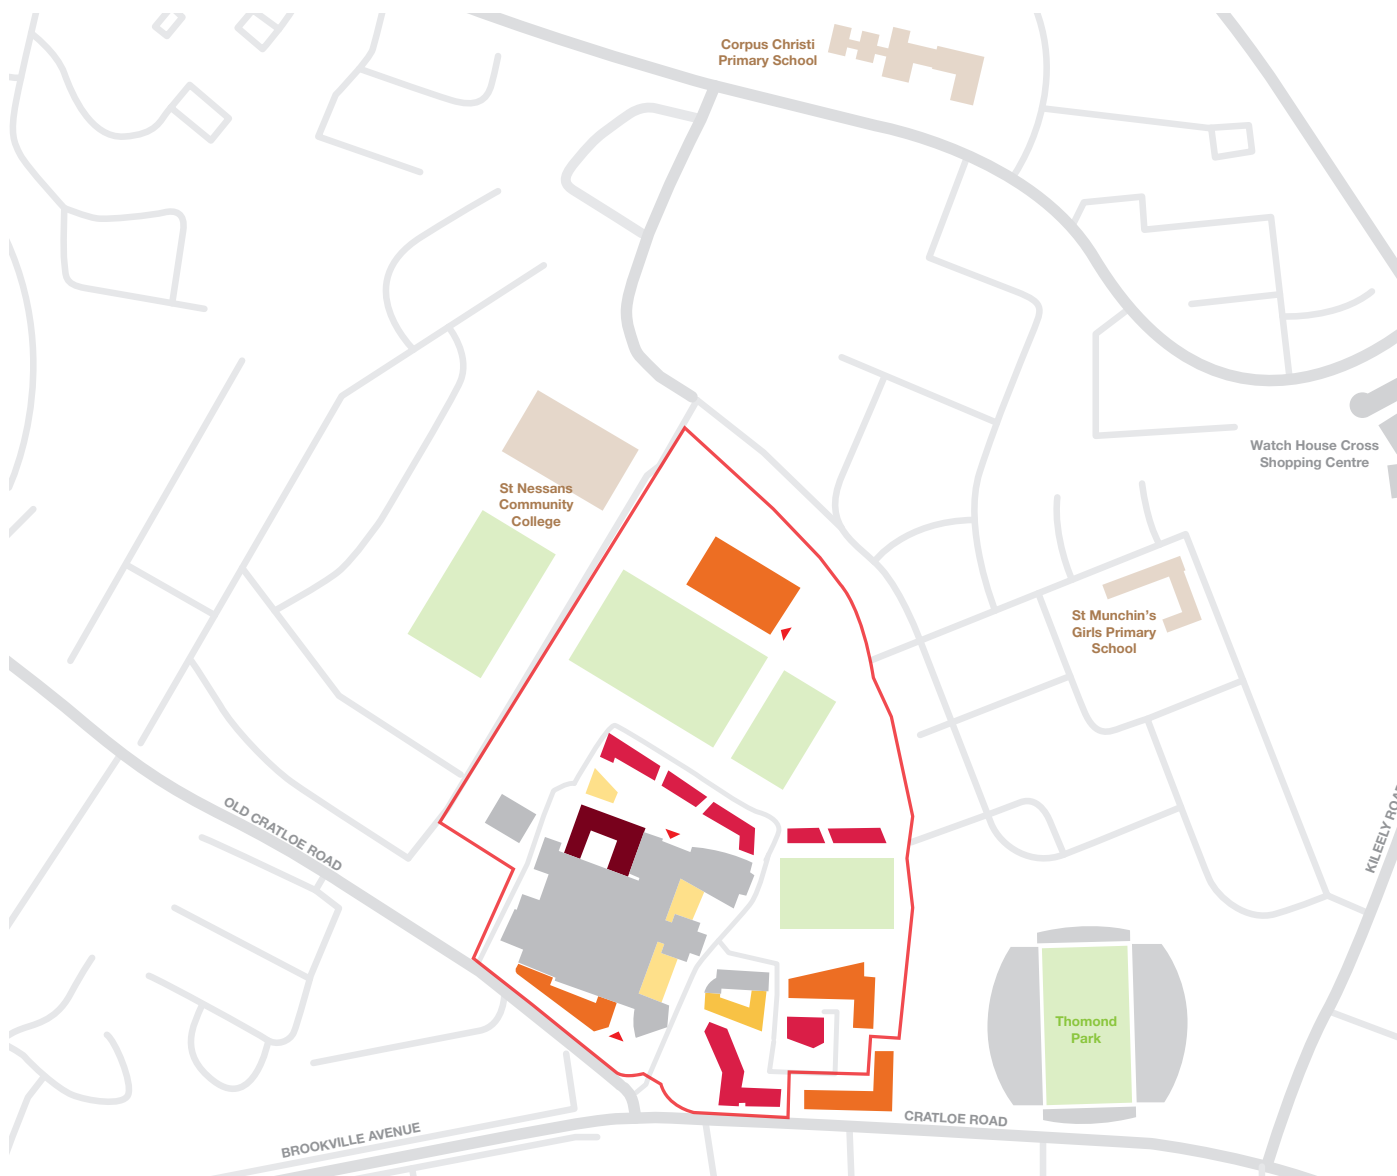 Corpus Christi
Primary School
Watch House Cross
Shopping Centre
St Nessans
Community
College
St Munchin's
Girls Primary
School
OLD CRATLOE ROAD
KILEELY ROAD
Thomond
Park
CRATLOE ROAD
BROOKVILLE AVENUE